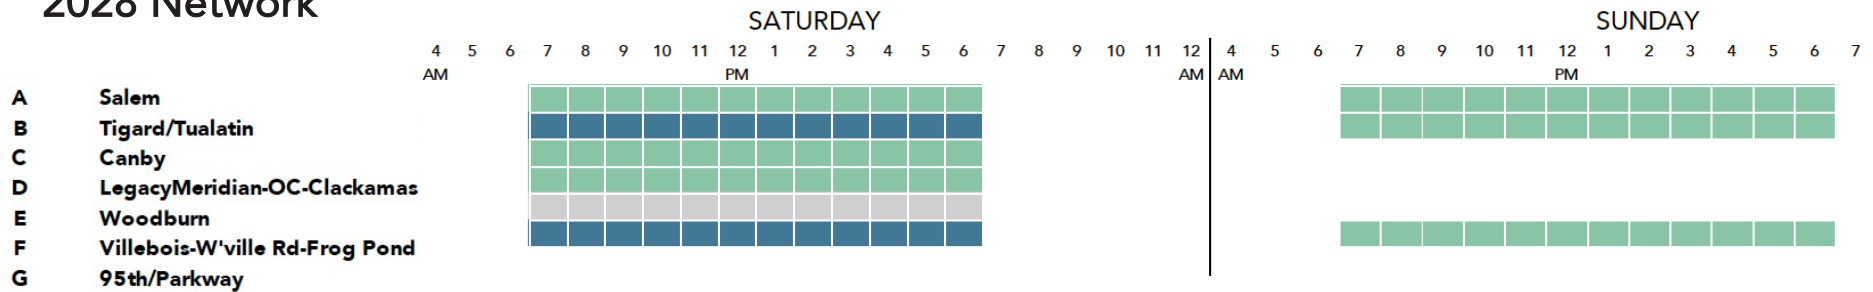 2028 Network
SATURDAY SUNDAY
4 5 6 7 8 9 10 11 12 1 2 3 4 5 6 7 8 9 10 11 12 4 5 6 7 8 9 10 11 12 1 2 3 4 5 6 7
AM PM AM AM PM
A Salem
B Tigard/Tualatin
C Canby
D LegacyMeridian-OC-Clackamas
E Woodburn
F Villebois-W'ville Rd-Frog Pond
G 95th/Parkway